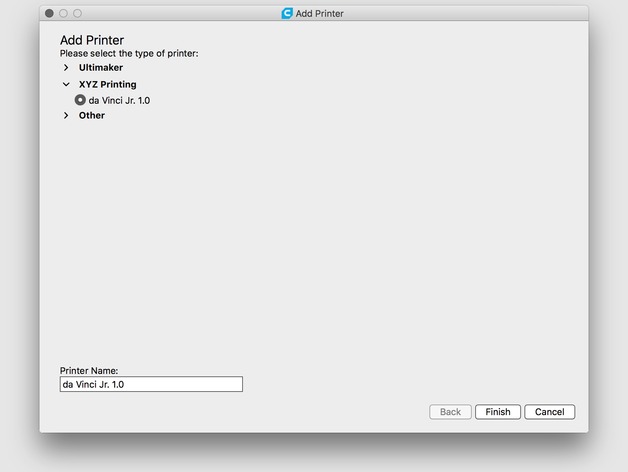 Add Printer
Add Printer
Please select the type of printer:
Ultimaker
XYZ Printing
da Vinci Jr. 1.0
Other
Printer Name:
da Vinci Jr. 1.0
Back Finish Cancel